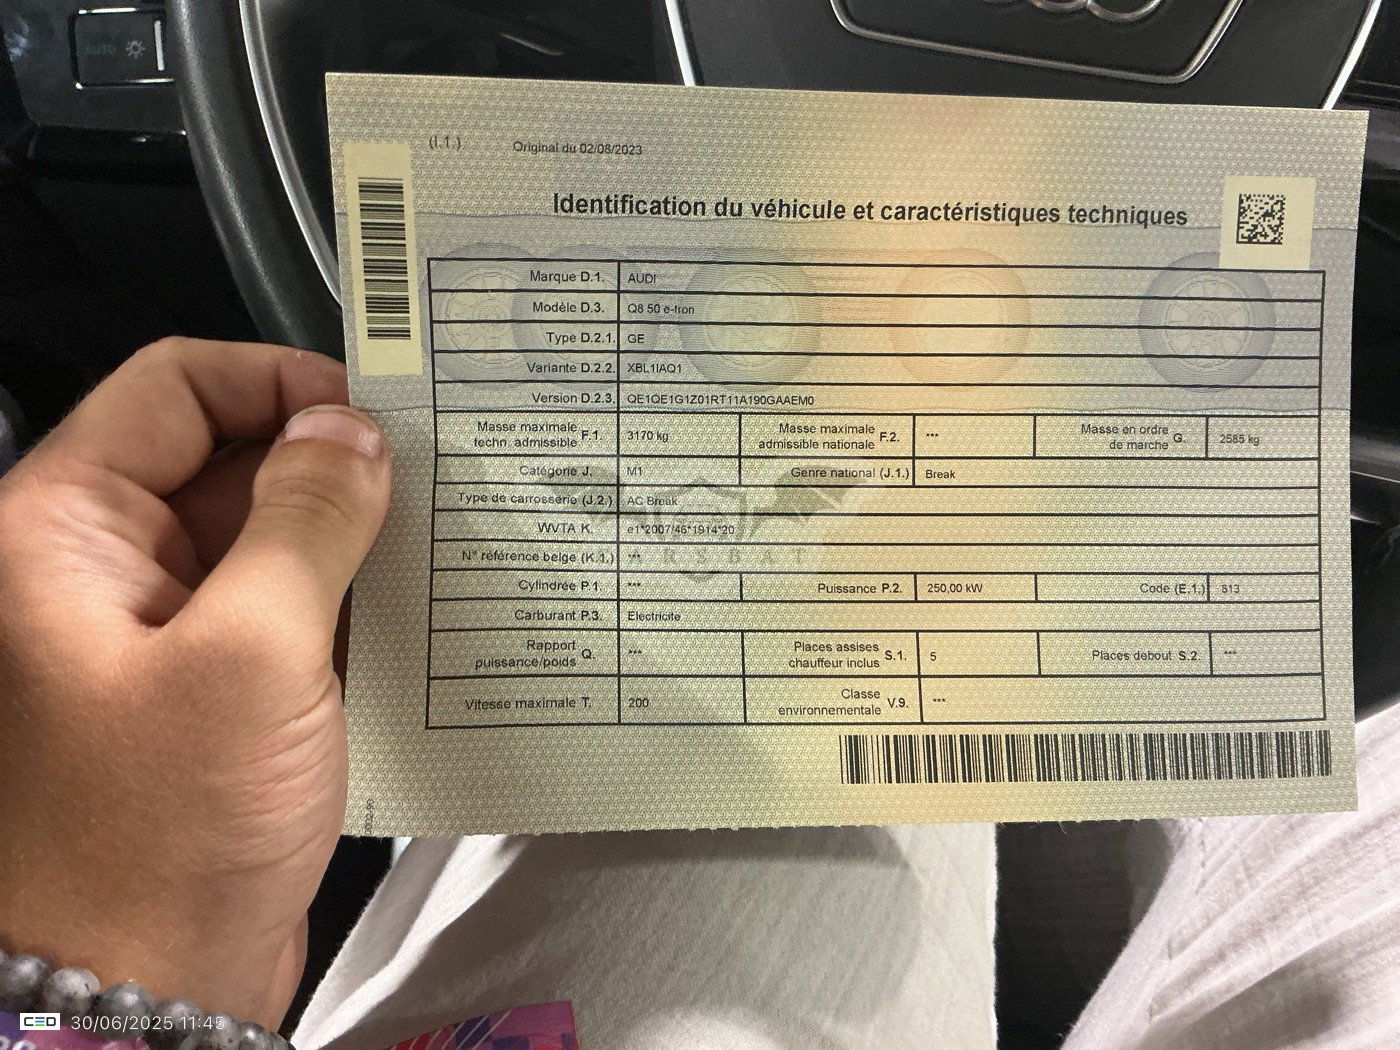 AUTO
(I.1.)
Original du 02/08/2023
Identification du véhicule et caractéristiques techniques
Marque D.1. AUDI
Modèle D.3. Q8 50 e-tron
Type D.2.1. GE
Variante D.2.2. XBL1IAQ1
Version D.2.3. QE1QE1G1Z01RT11A190GAAEM0
Masse maximale techn. admissible F.1. 3170 kg Masse maximale admissible nationale F.2. *** Masse en ordre de marche G. 2585 kg
Catégorie J. M1 Genre national (J.1.) Break
Type de carrosserie (J.2.) AC Break
WVTA K. e1*2007/46*1914*20
N° référence belge (K.1.) ***
RSBAT
Cylindrée P.1. *** Puissance P.2. 250,00 kW Code (E.1.) 813
Carburant P.3. Electricite
Rapport puissance/poids Q. *** Places assises chauffeur inclus S.1. 5 Places debout S.2. ***
Vitesse maximale T. 200 Classe environnementale V.9. ***
30/06/2025 11:45